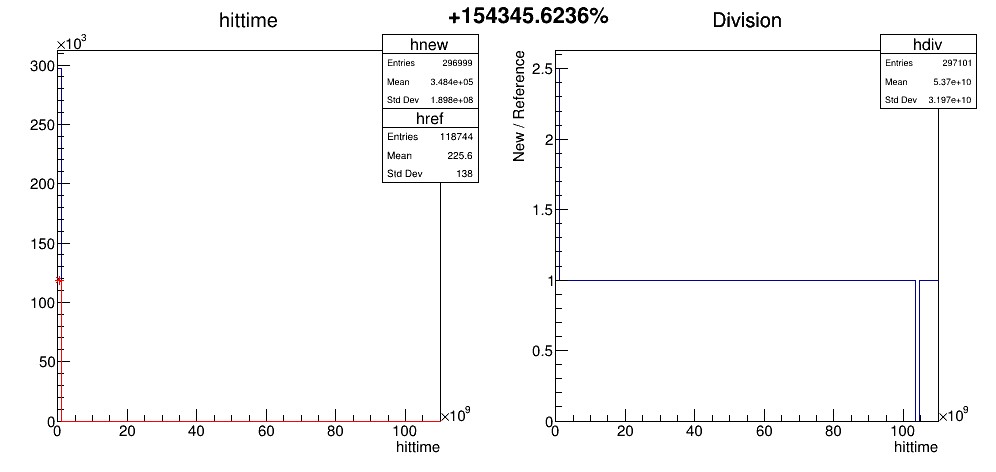 +154345.6236%
hittime
×10³
300
250
200
150
100
50
0
0 20 40 60 80 100
×10⁹
hittime
hnew
Entries 296999
Mean 3.484e+05
Std Dev 1.898e+08
href
Entries 118744
Mean 225.6
Std Dev 138
Division
New / Reference
2.5
2
1.5
1
0.5
0
0 20 40 60 80 100
×10⁹
hittime
hdiv
Entries 297101
Mean 5.37e+10
Std Dev 3.197e+10